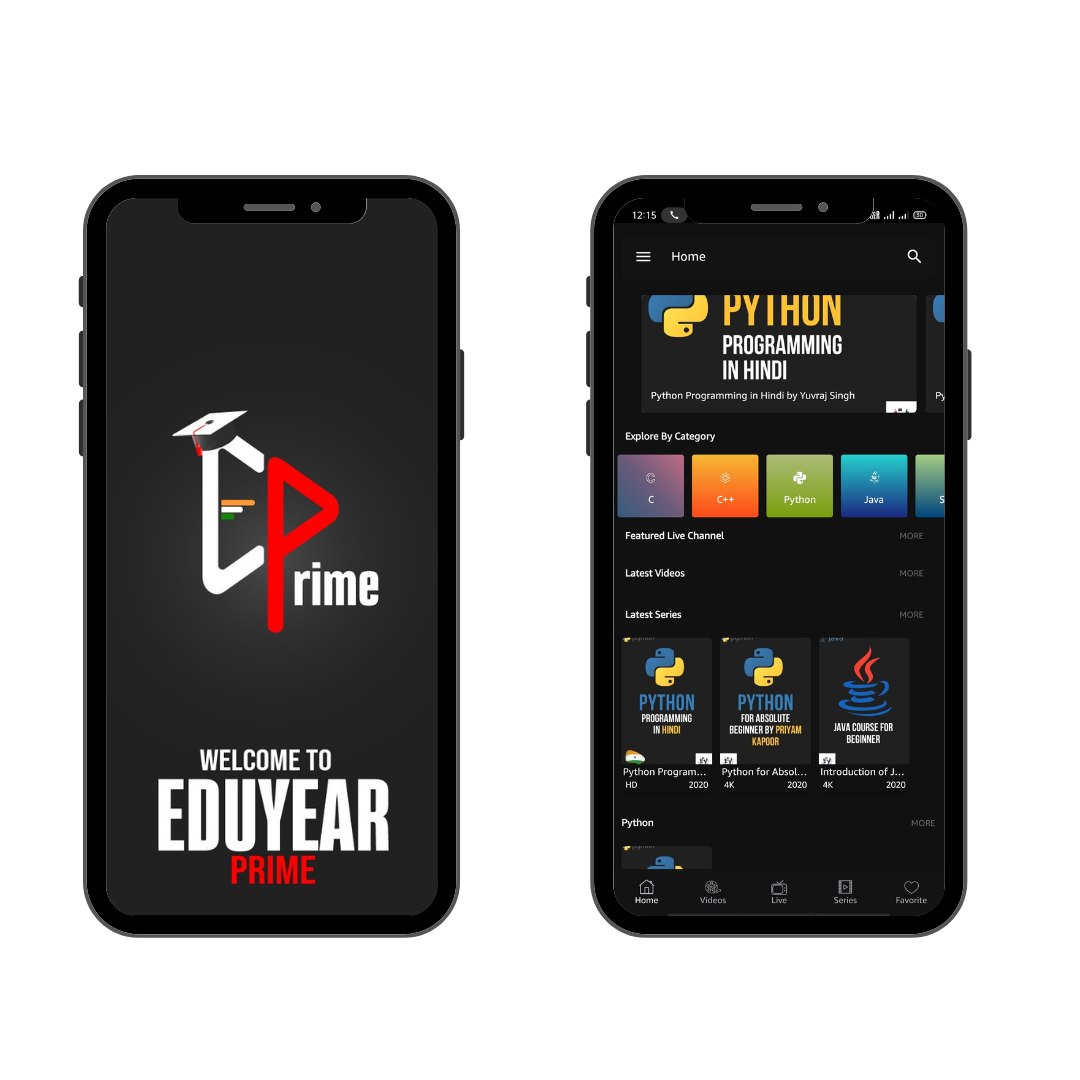 rime
WELCOME TO
EDUYEAR
PRIME
12:15
30
Home
PYTHON
PROGRAMMING
IN HINDI
Python Programming in Hindi by Yuvraj Singh
Py
Explore By Category
C
C++
Python
Java
S
Featured Live Channel MORE
Latest Videos MORE
Latest Series MORE
PYTHON
PROGRAMMING
IN HINDI
Python Program...
HD 2020
PYTHON
FOR ABSOLUTE
BEGINNER BY PRIYAM
KAPOOR
Python for Absol...
4K 2020
JAVA COURSE FOR
BEGINNER
Introduction of J...
4K 2020
Python MORE
Home Videos Live Series Favorite